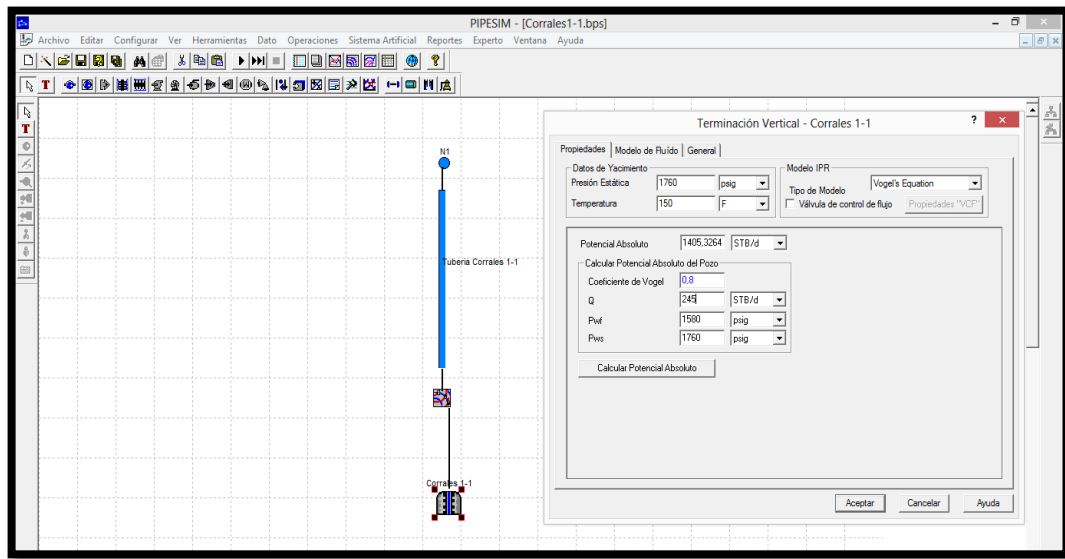 PIPESIM - [Corrales1-1.bps]
Archivo Editar Configurar Ver Herramientas Dato Operaciones Sistema Artificial Reportes Experto Ventana Ayuda
T
T
N1
Tuberia Corrales 1-1
Corrales 1-1
Terminación Vertical - Corrales 1-1
Propiedades Modelo de Fluído General
Datos de Yacimiento
Presión Estática 1760 psig
Temperatura 150 F
Modelo IPR
Tipo de Modelo Vogel's Equation
Válvula de control de flujo Propiedades "VCF"
Potencial Absoluto 1405,3264 STB/d
Calcular Potencial Absoluto del Pozo
Coeficiente de Vogel 0,8
Q 245 STB/d
Pwf 1580 psig
Pws 1760 psig
Calcular Potencial Absoluto
Aceptar Cancelar Ayuda